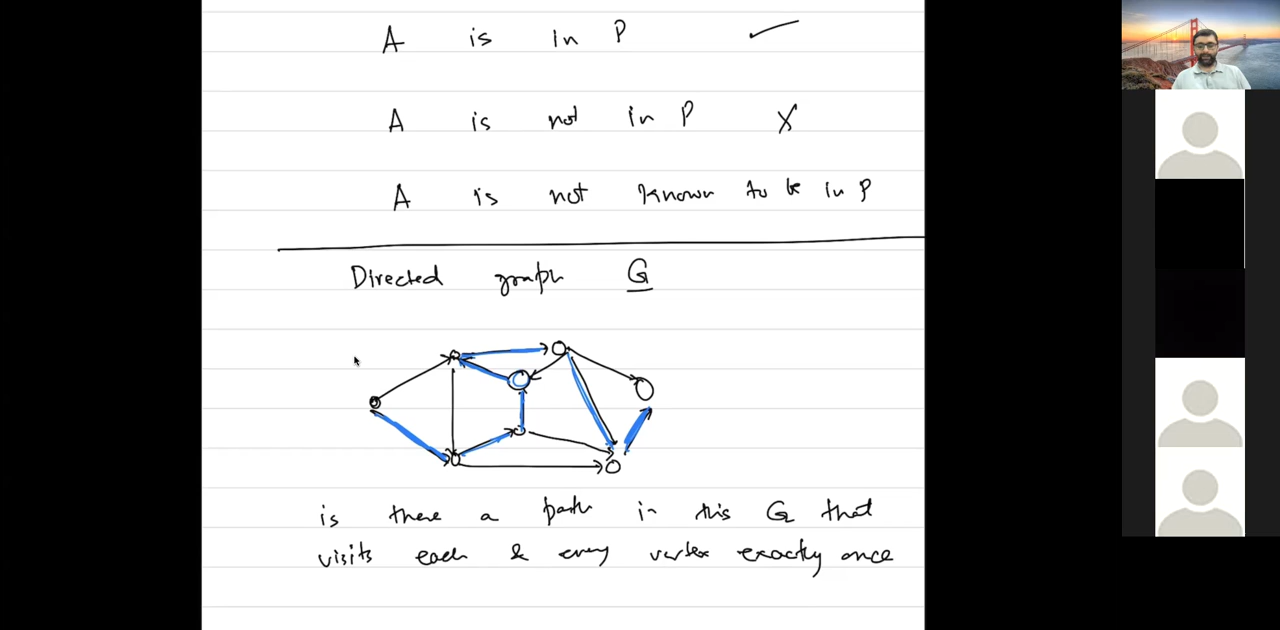 A is in P ✓
A is not in P X
A is not known to be in P
Directed graph G
is there a path in this G that
visits each & every vertex exactly once